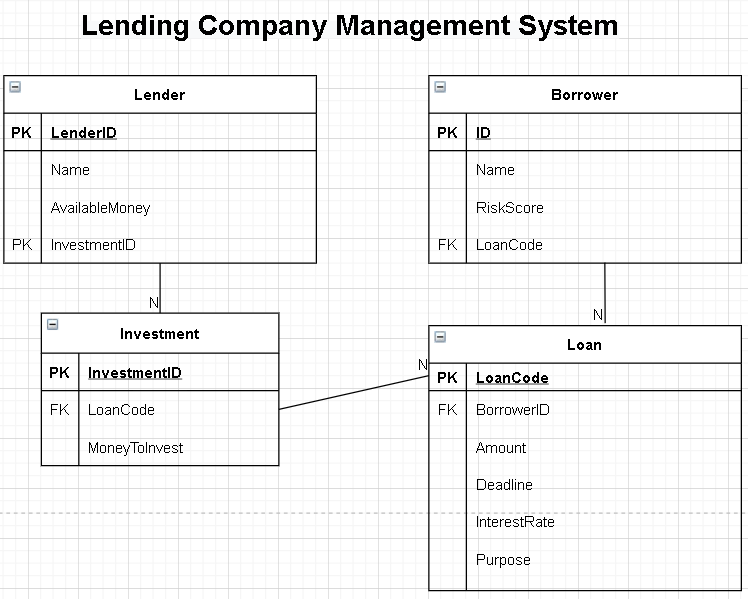 Lending Company Management System
Lender
PK LenderID
Name
AvailableMoney
PK InvestmentID
N
Borrower
PK ID
Name
RiskScore
FK LoanCode
N
Investment
PK InvestmentID
FK LoanCode
MoneyToInvest
N
Loan
PK LoanCode
FK BorrowerID
Amount
Deadline
InterestRate
Purpose